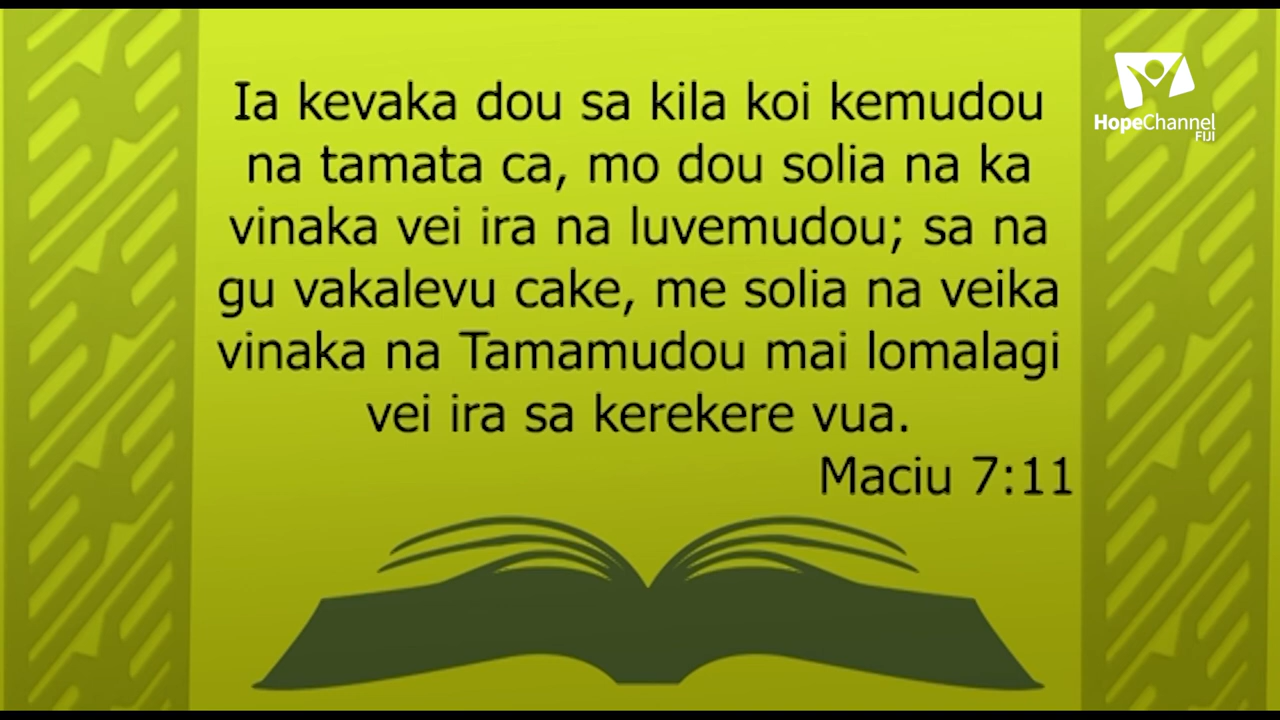 Ia kevaka dou sa kila koi kemudou
na tamata ca, mo dou solia na ka
vinaka vei ira na luvemudou; sa na
gu vakalevu cake, me solia na veika
vinaka na Tamamudou mai lomalagi
vei ira sa kerekere vua.
Maciu 7:11
HopeChannel
FIJI